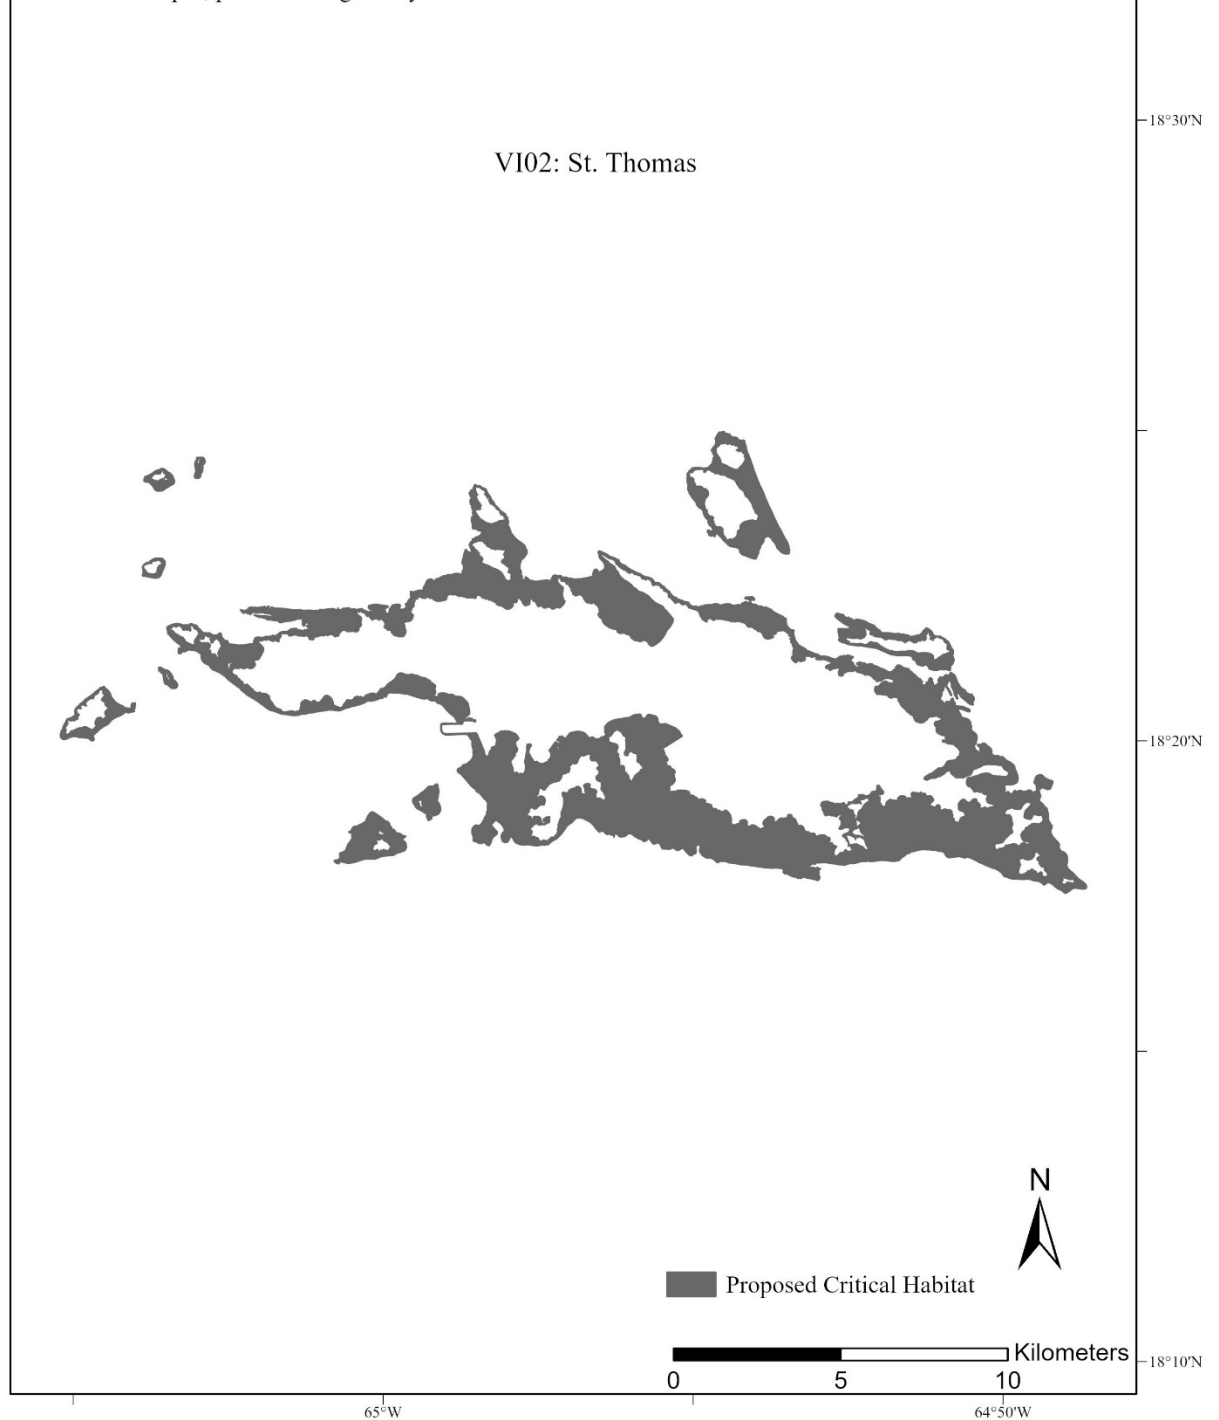 18°30'N
VI02: St. Thomas
18°20'N
N
Proposed Critical Habitat
Kilometers
0 5 10
18°10'N
65°W 64°50'W